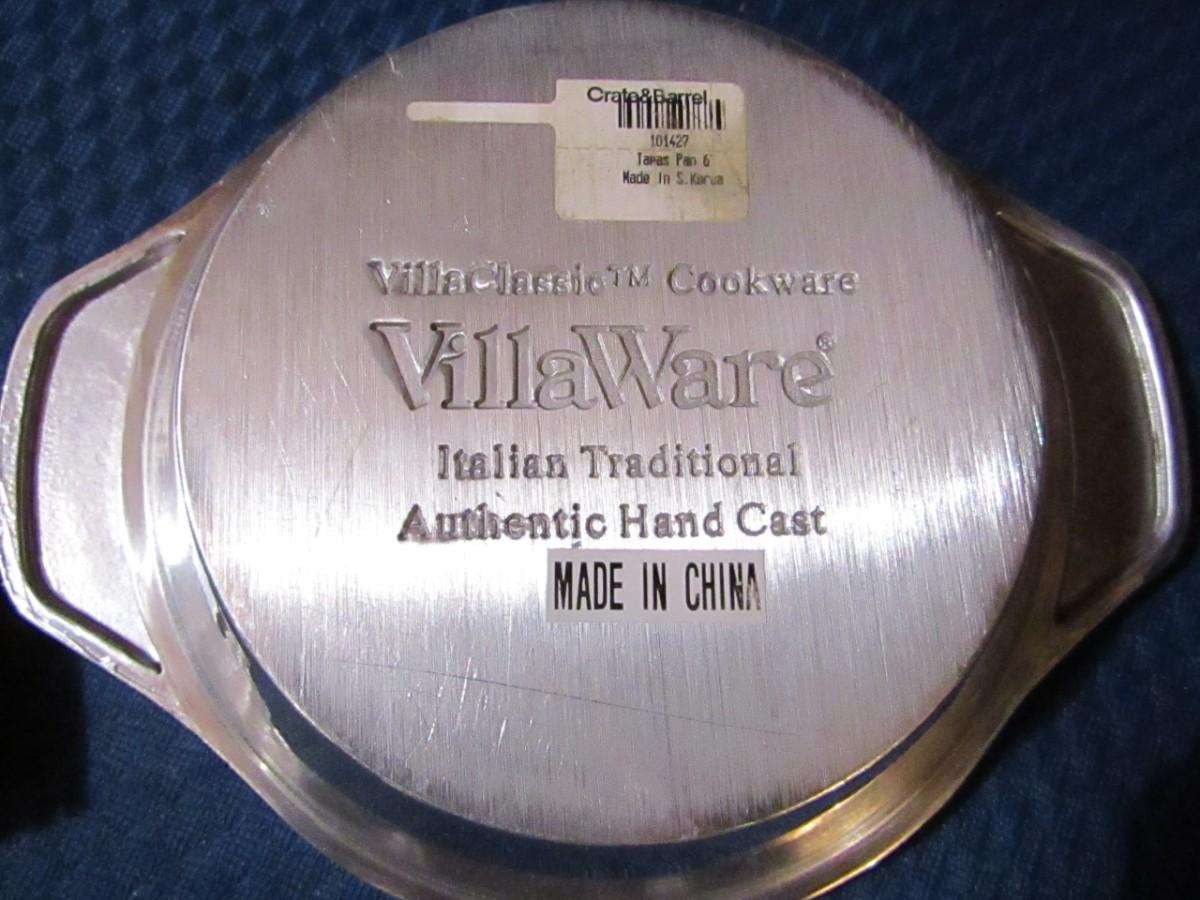 Crate&Barrel
101427
Tapas Pan 6
Made In S.Korea
VillaClassic™ Cookware
VillaWare®
Italian Traditional
Authentic Hand Cast
MADE IN CHINA